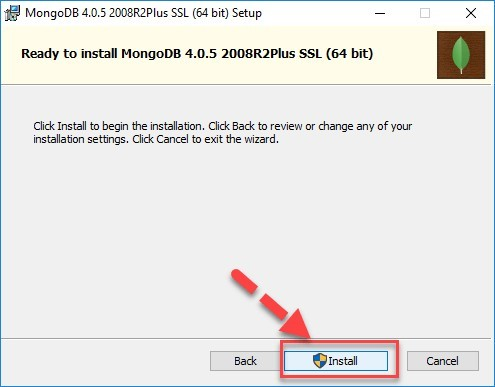 MongoDB 4.0.5 2008R2Plus SSL (64 bit) Setup
Ready to install MongoDB 4.0.5 2008R2Plus SSL (64 bit)
Click Install to begin the installation. Click Back to review or change any of your
installation settings. Click Cancel to exit the wizard.
Back Install Cancel